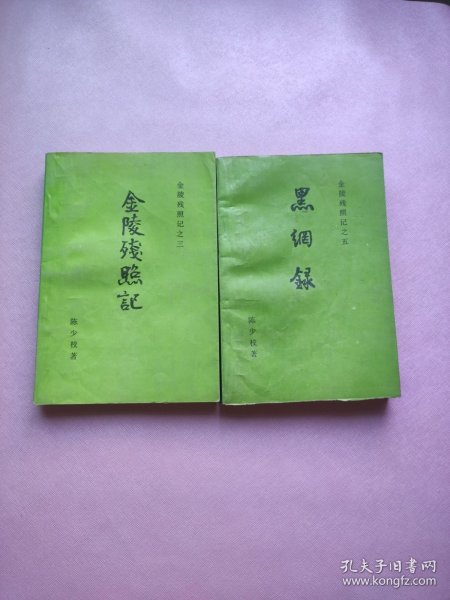 金陵残照记之三
金陵殘照記
陈少校著
金陵残照记之五
黑網錄
陈少校著
孔夫子旧书网
www.kongfz.com